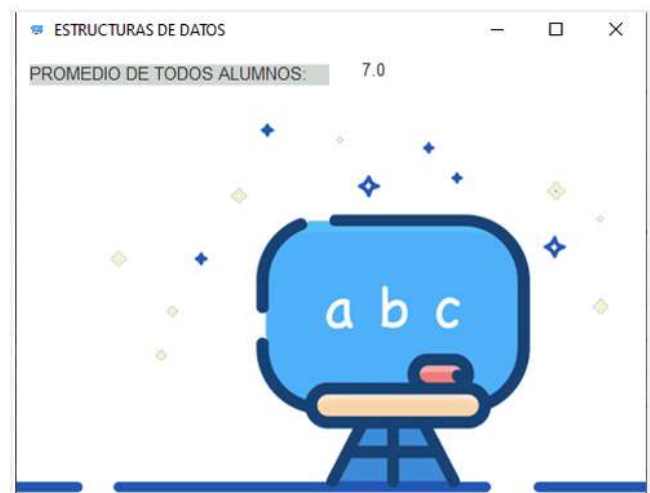 ESTRUCTURAS DE DATOS
PROMEDIO DE TODOS ALUMNOS: 7.0
a b c